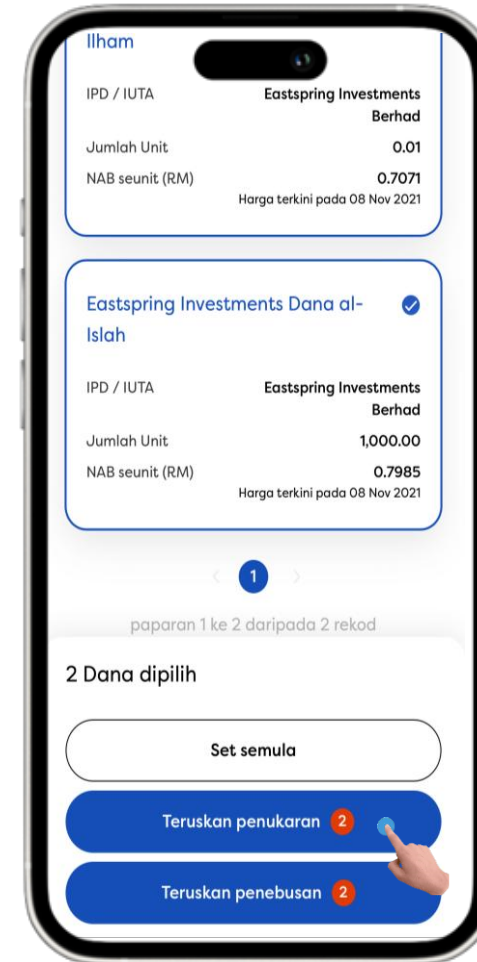 Ilham
IPD / IUTA Eastspring Investments
Berhad
Jumlah Unit 0.01
NAB seunit (RM) 0.7071
Harga terkini pada 08 Nov 2021
Eastspring Investments Dana al-
Islah
IPD / IUTA Eastspring Investments
Berhad
Jumlah Unit 1,000.00
NAB seunit (RM) 0.7985
Harga terkini pada 08 Nov 2021
1
paparan 1 ke 2 daripada 2 rekod
2 Dana dipilih
Set semula
Teruskan penukaran 2
Teruskan penebusan 2